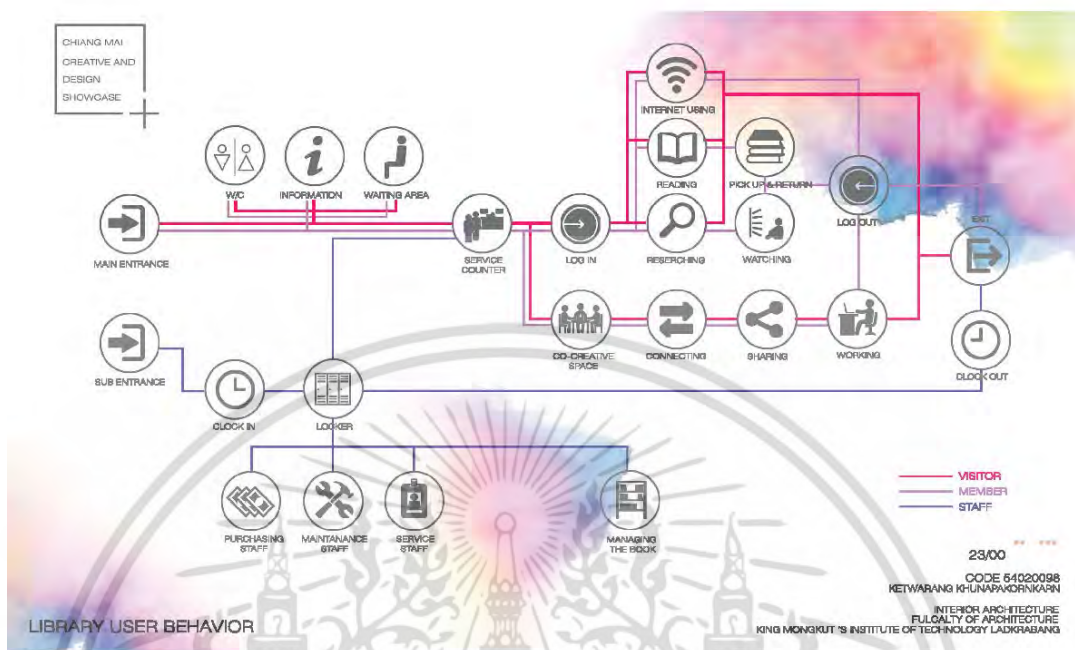 CHIANG MAI
CREATIVE AND
DESIGN
SHOWCASE
INTERNET USING
W/C
INFORMATION
WAITING AREA
READING
PICK UP & RETURN
LOG OUT
EXIT
MAIN ENTRANCE
SERVICE
COUNTER
LOG IN
RESERCHING
WATCHING
SUB ENTRANCE
CO-CREATIVE
SPACE
CONNECTING
SHARING
WORKING
CLOCK OUT
CLOCK IN
LOCKER
PURCHASING
STAFF
MAINTANANCE
STAFF
SERVICE
STAFF
MANAGING
THE BOOK
VISITOR
MEMBER
STAFF
23/00
CODE 54020098
KETWARANG KHUNAPAKORNKARN
INTERIOR ARCHITECTURE
FULCALTY OF ARCHITECTURE
KING MONGKUT 'S INSTITUTE OF TECHNOLOGY LADKRABANG
LIBRARY USER BEHAVIOR